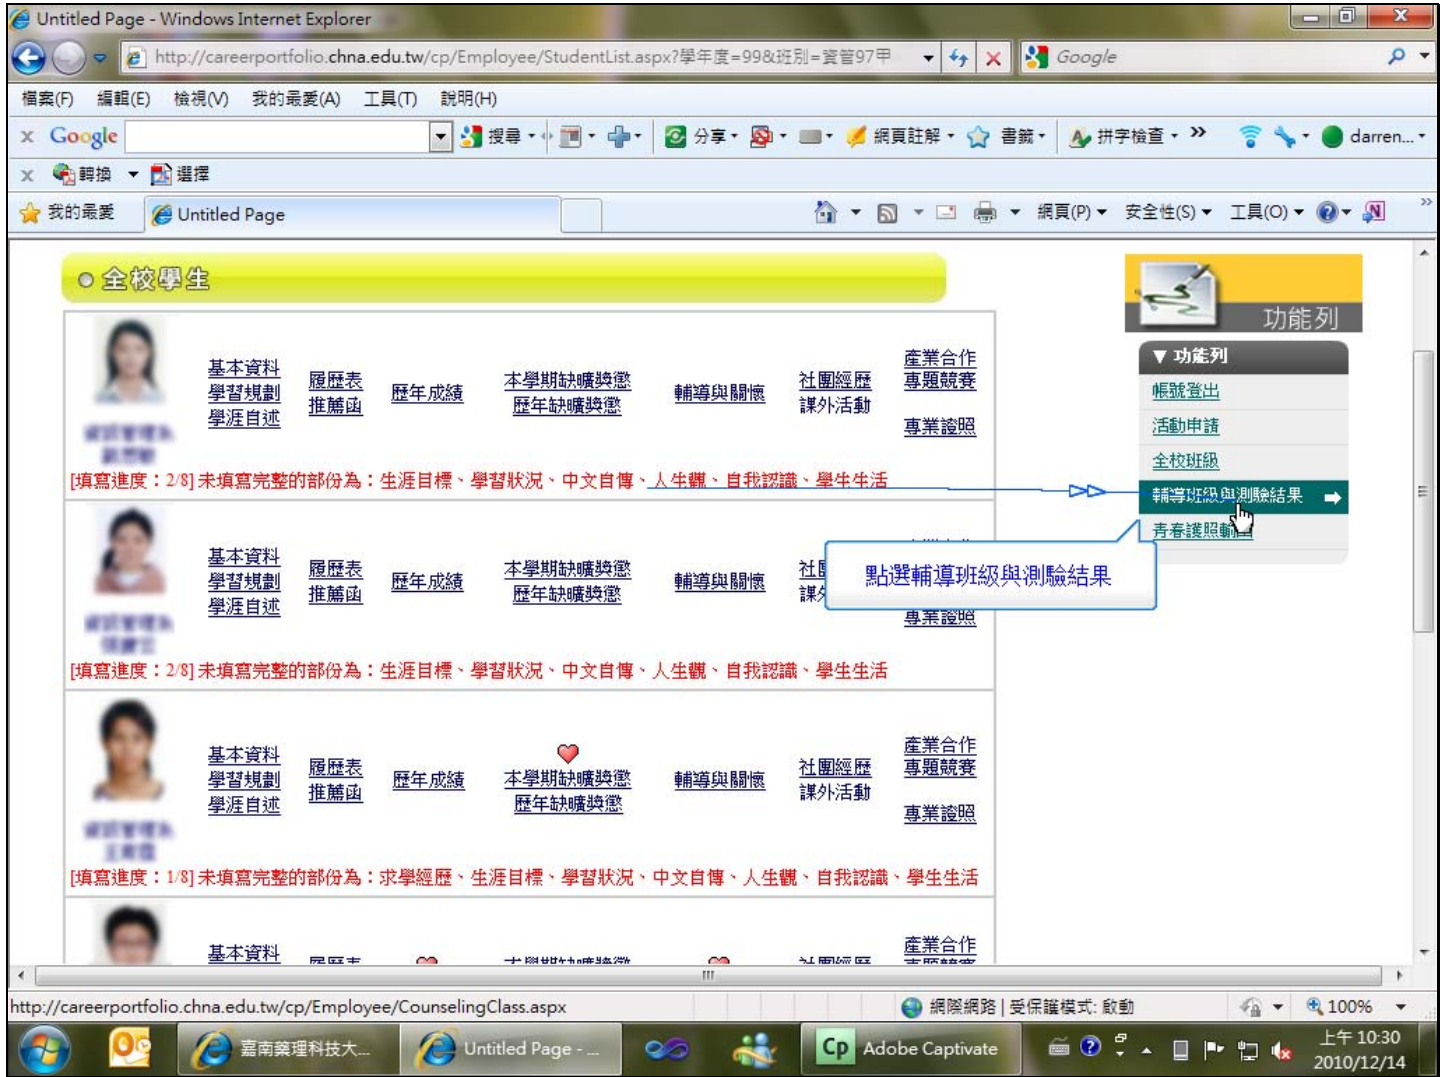 Untitled Page - Windows Internet Explorer
http://careerportfolio.chna.edu.tw/cp/Employee/StudentList.aspx?學年度=99&班別=資管97甲
Google
檔案(F) 編輯(E) 檢視(V) 我的最愛(A) 工具(T) 說明(H)
x Google 搜尋 分享 網頁註解 書籤 拼字檢查 » darren...
x 轉換 選擇
我的最愛 Untitled Page 網頁(P) 安全性(S) 工具(O) »
全校學生
功能列
▼ 功能列
帳號登出
活動申請
全校班級
輔導班級與測驗結果
青春護照輸出
點選輔導班級與測驗結果
基本資料 履歷表 歷年成績 本學期缺曠獎懲 輔導與關懷 社團經歷 產業合作
學習規劃 推薦函 歷年缺曠獎懲 課外活動 專題競賽
學涯自述 專業證照
[填寫進度：2/8] 未填寫完整的部份為：生涯目標、學習狀況、中文自傳、人生觀、自我認識、學生生活
基本資料 履歷表 歷年成績 本學期缺曠獎懲 輔導與關懷
學習規劃 推薦函 歷年缺曠獎懲
學涯自述 專業證照
[填寫進度：2/8] 未填寫完整的部份為：生涯目標、學習狀況、中文自傳、人生觀、自我認識、學生生活
基本資料 履歷表 歷年成績 本學期缺曠獎懲 輔導與關懷 社團經歷 產業合作
學習規劃 推薦函 歷年缺曠獎懲 課外活動 專題競賽
學涯自述 專業證照
[填寫進度：1/8] 未填寫完整的部份為：求學經歷、生涯目標、學習狀況、中文自傳、人生觀、自我認識、學生生活
基本資料 產業合作
http://careerportfolio.chna.edu.tw/cp/Employee/CounselingClass.aspx
網際網路 | 受保護模式: 啟動
100%
嘉南藥理科技大...
Untitled Page - ...
Cp Adobe Captivate
上午 10:30
2010/12/14